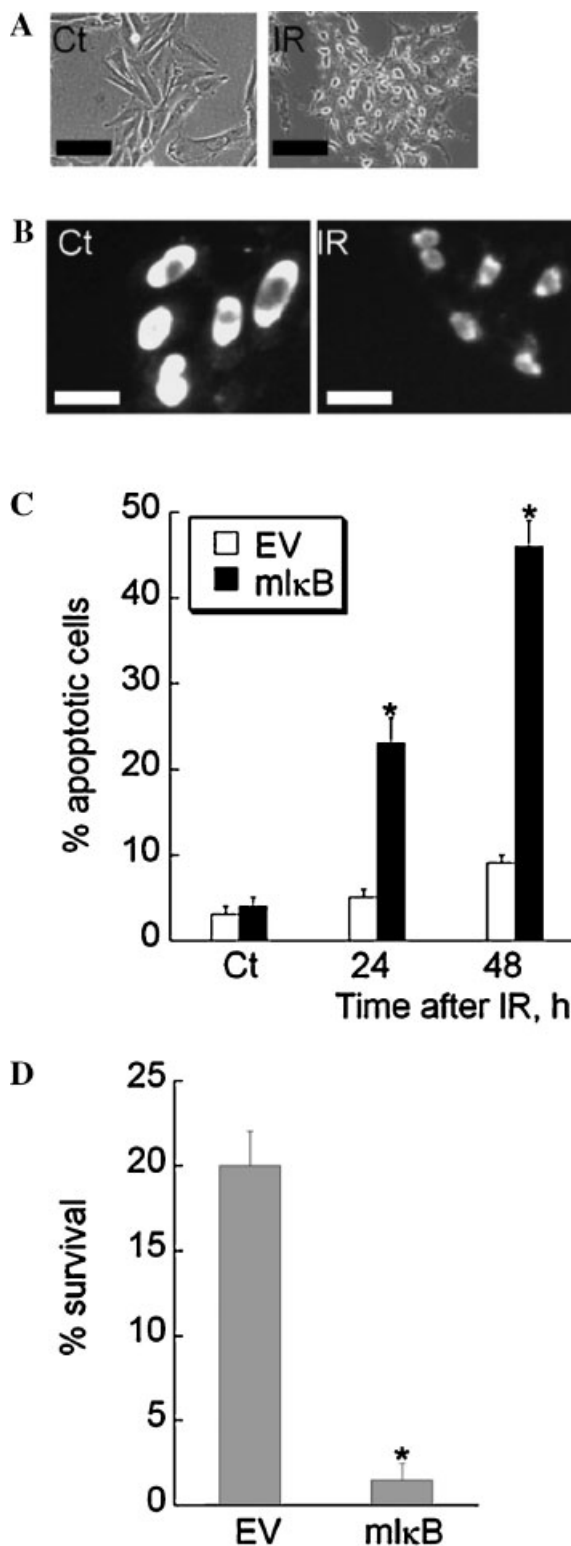 A
Ct
IR
B
Ct
IR
C
50
40
30
20
10
0
% apoptotic cells
EV
mIκB
*
*
Ct
24
48
Time after IR, h
D
25
20
15
10
5
0
% survival
*
EV
mIκB